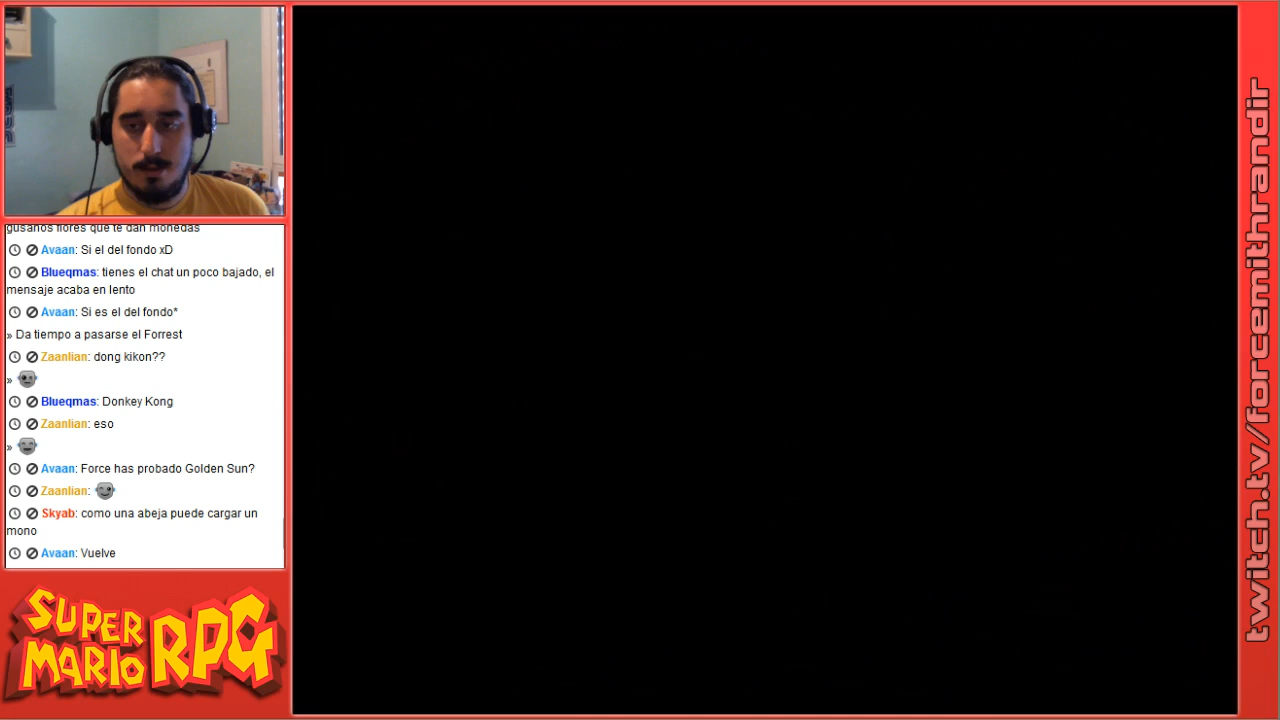 gusanos flores que te dan monedas
Avaan: Si el del fondo xD
Blueqmas: tienes el chat un poco bajado, el
mensaje acaba en lento
Avaan: Si es el del fondo*
» Da tiempo a pasarse el Forrest
Zaanlian: dong kikon??
»
Blueqmas: Donkey Kong
Zaanlian: eso
»
Avaan: Force has probado Golden Sun?
Zaanlian:
Skyab: como una abeja puede cargar un
mono
Avaan: Vuelve
SUPER
MARIO RPG
twitch.tv/forcemithrandir